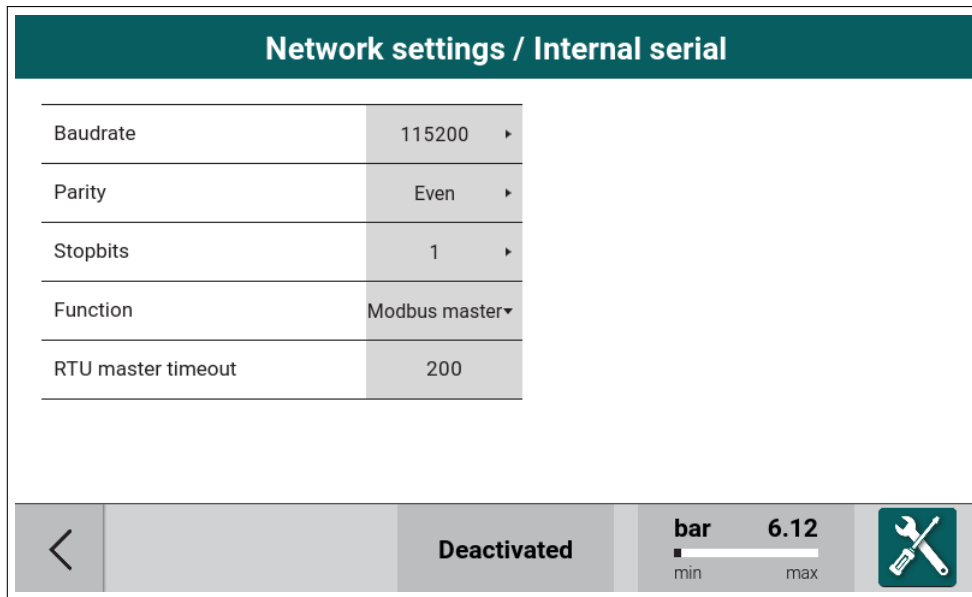 Network settings / Internal serial
Baudrate 115200
Parity Even
Stopbits 1
Function Modbus master
RTU master timeout 200
Deactivated
bar 6.12
min max